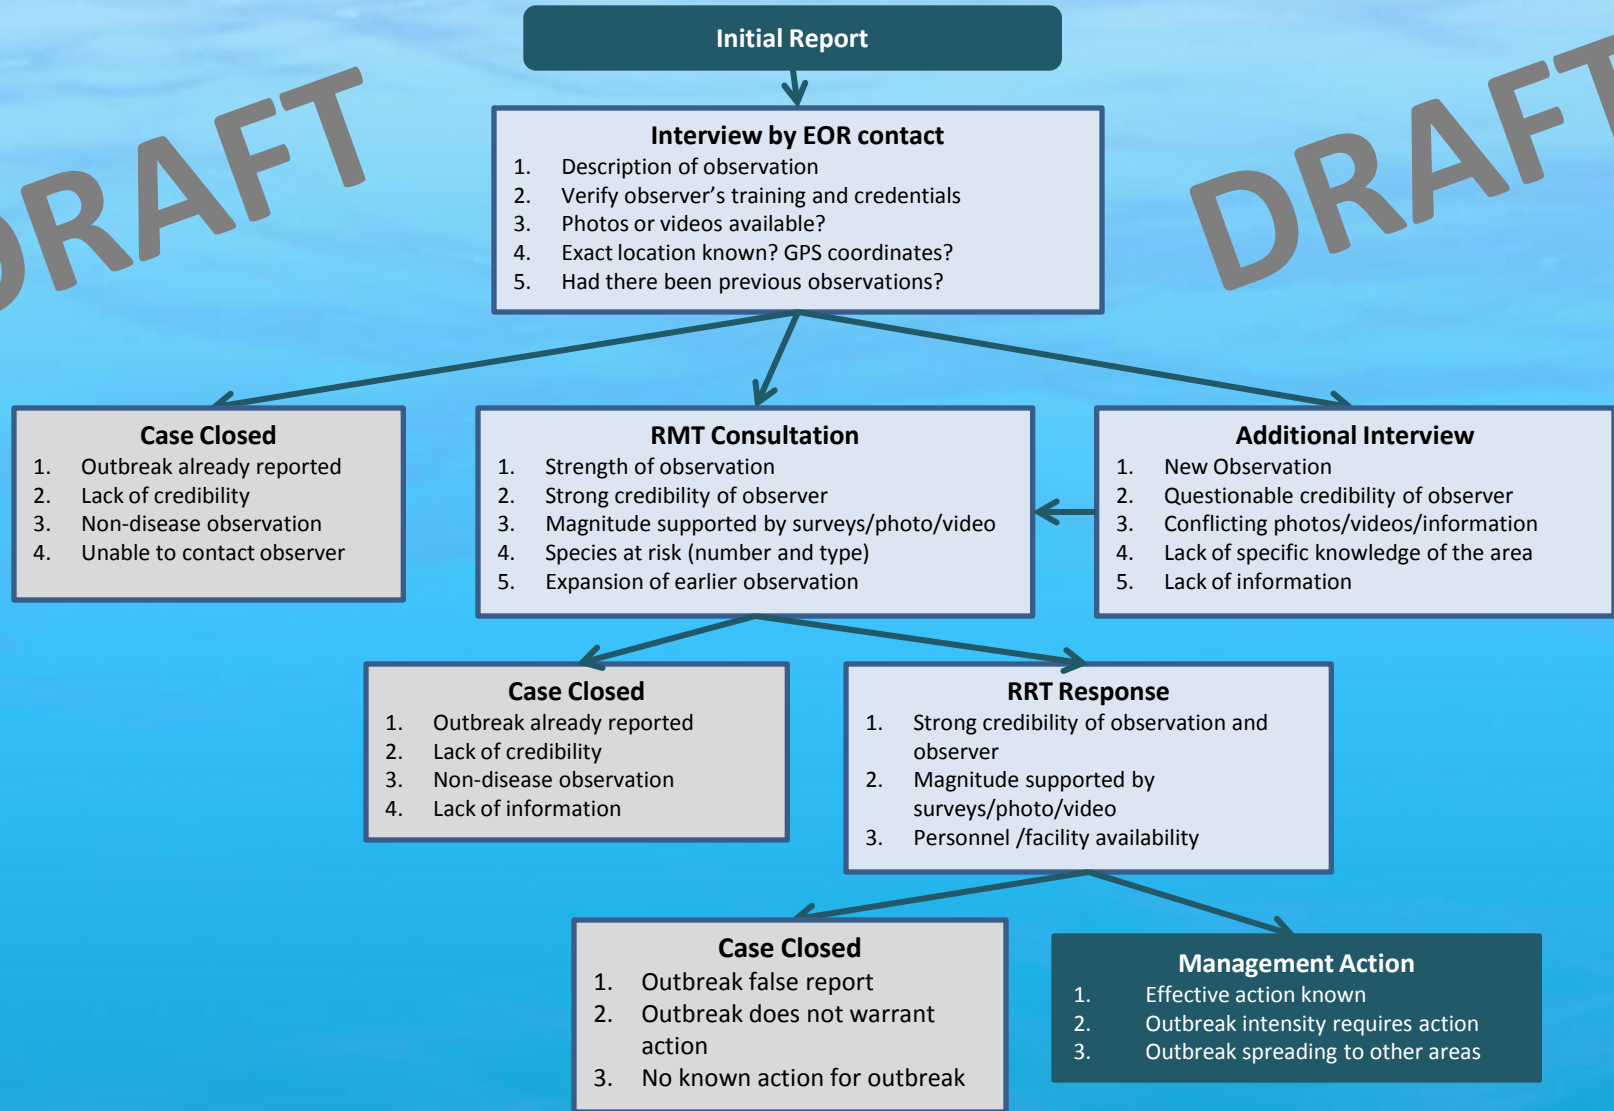 Initial Report
DRAFT
DRAFT
Interview by EOR contact
1. Description of observation
2. Verify observer's training and credentials
3. Photos or videos available?
4. Exact location known? GPS coordinates?
5. Had there been previous observations?
Case Closed
1. Outbreak already reported
2. Lack of credibility
3. Non-disease observation
4. Unable to contact observer
RMT Consultation
1. Strength of observation
2. Strong credibility of observer
3. Magnitude supported by surveys/photo/video
4. Species at risk (number and type)
5. Expansion of earlier observation
Additional Interview
1. New Observation
2. Questionable credibility of observer
3. Conflicting photos/videos/information
4. Lack of specific knowledge of the area
5. Lack of information
Case Closed
1. Outbreak already reported
2. Lack of credibility
3. Non-disease observation
4. Lack of information
RRT Response
1. Strong credibility of observation and
observer
2. Magnitude supported by
surveys/photo/video
3. Personnel /facility availability
Case Closed
1. Outbreak false report
2. Outbreak does not warrant
action
3. No known action for outbreak
Management Action
1. Effective action known
2. Outbreak intensity requires action
3. Outbreak spreading to other areas